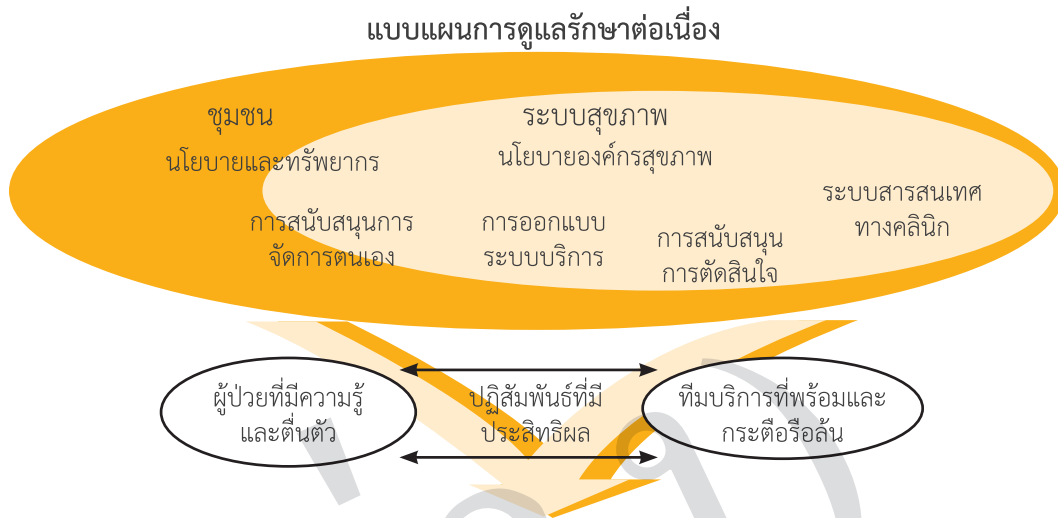 แบบแผนการดูแลรักษาต่อเนื่อง
ชุมชน
นโยบายและทรัพยากร
ระบบสุขภาพ
นโยบายองค์กรสุขภาพ
การสนับสนุนการ
จัดการตนเอง
การออกแบบ
ระบบบริการ
การสนับสนุน
การตัดสินใจ
ระบบสารสนเทศ
ทางคลินิก
ผู้ป่วยที่มีความรู้
และตื่นตัว
ปฏิสัมพันธ์ที่มี
ประสิทธิผล
ทีมบริการที่พร้อมและ
กระตือรือล้น